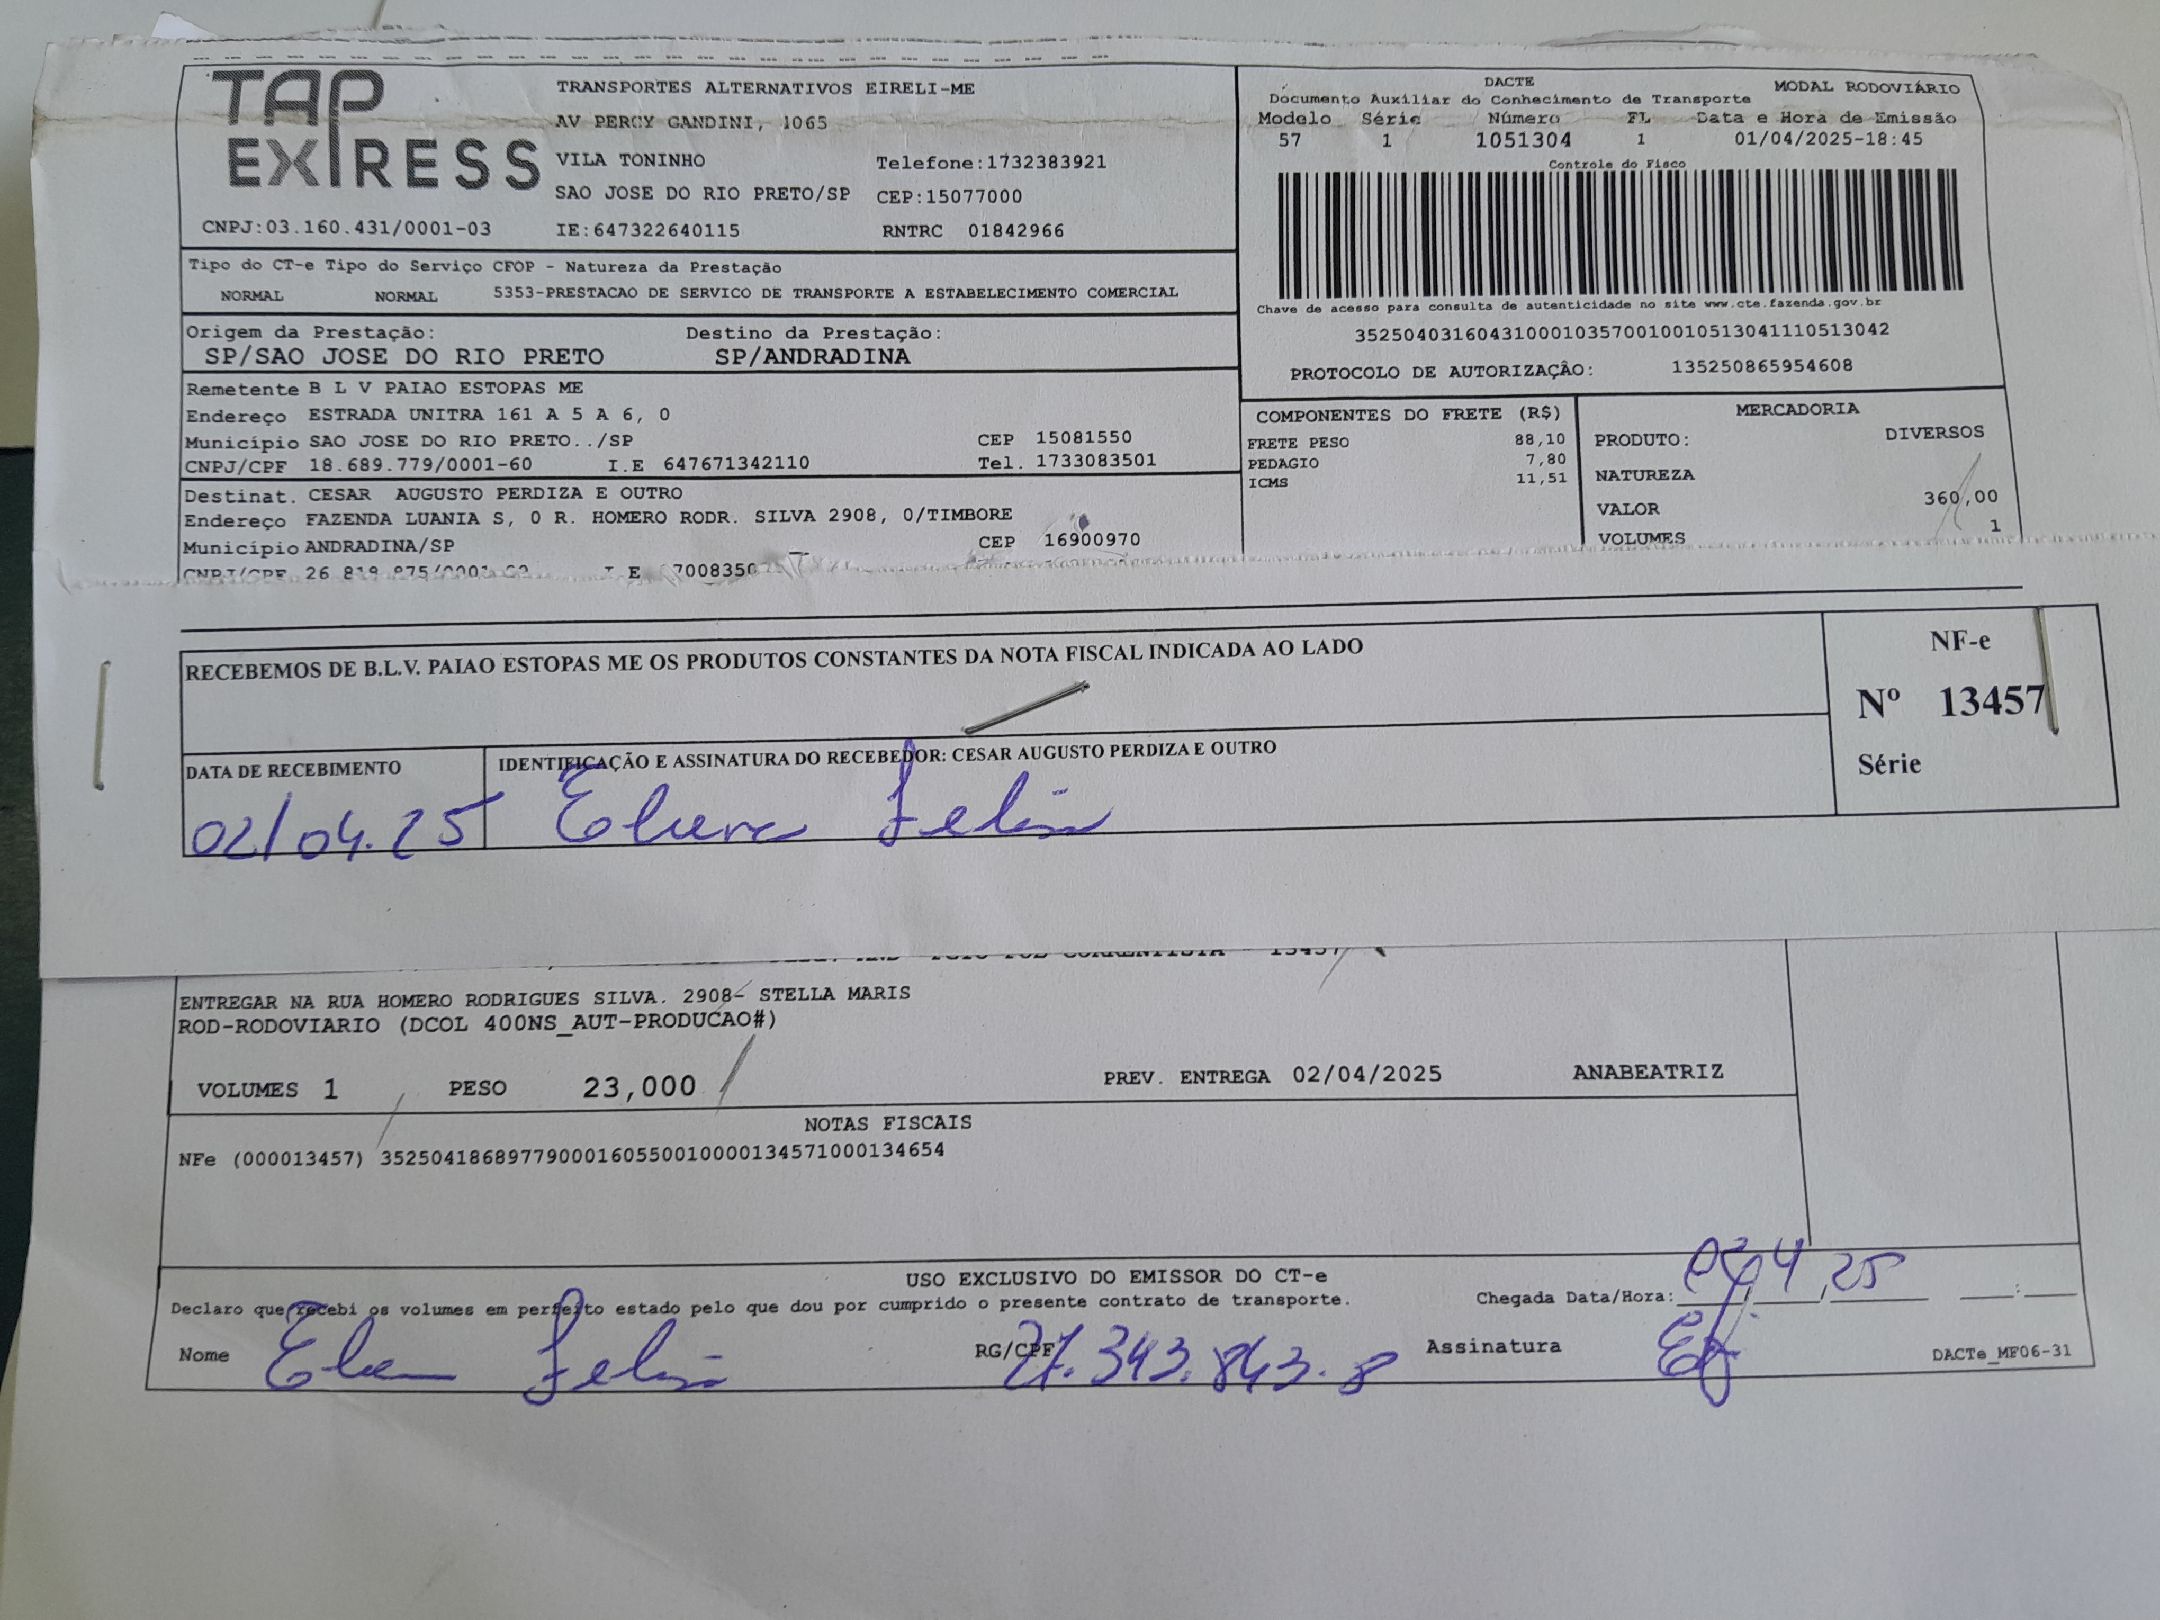 TAP EXPRESS
TRANSPORTES ALTERNATIVOS EIRELI-ME
AV PERCY GANDINI, 1065
VILA TONINHO Telefone:1732383921
SAO JOSE DO RIO PRETO/SP CEP:15077000
CNPJ:03.160.431/0001-03 IE:647322640115 RNTRC 01842966
DACTE MODAL RODOVIÁRIO
Documento Auxiliar do Conhecimento de Transporte
Modelo Série Número FL Data e Hora de Emissão
57 1 1051304 1 01/04/2025-18:45
Controle do Fisco
Chave de acesso para consulta de autenticidade no site www.cte.fazenda.gov.br
35250403160431000103570010010513041110513042
PROTOCOLO DE AUTORIZAÇÃO: 135250865954608
Tipo do CT-e Tipo do Serviço CFOP - Natureza da Prestação
NORMAL NORMAL 5353-PRESTACAO DE SERVICO DE TRANSPORTE A ESTABELECIMENTO COMERCIAL
Origem da Prestação: Destino da Prestação:
SP/SAO JOSE DO RIO PRETO SP/ANDRADINA
Remetente B L V PAIAO ESTOPAS ME
Endereço ESTRADA UNITRA 161 A 5 A 6, 0
Município SAO JOSE DO RIO PRETO../SP CEP 15081550
CNPJ/CPF 18.689.779/0001-60 I.E 647671342110 Tel. 1733083501
Destinat. CESAR AUGUSTO PERDIZA E OUTRO
Endereço FAZENDA LUANIA S, 0 R. HOMERO RODR. SILVA 2908, 0/TIMBORE
Município ANDRADINA/SP CEP 16900970
CNPJ/CPF I.E
COMPONENTES DO FRETE (R$)
FRETE PESO 88,10
PEDAGIO 7,80
ICMS 11,51
MERCADORIA
PRODUTO: DIVERSOS
NATUREZA
VALOR 360,00
VOLUMES 1
RECEBEMOS DE B.L.V. PAIAO ESTOPAS ME OS PRODUTOS CONSTANTES DA NOTA FISCAL INDICADA AO LADO
NF-e
Nº 13457
Série
DATA DE RECEBIMENTO IDENTIFICAÇÃO E ASSINATURA DO RECEBEDOR: CESAR AUGUSTO PERDIZA E OUTRO
02/04.25
ENTREGAR NA RUA HOMERO RODRIGUES SILVA. 2908- STELLA MARIS
ROD-RODOVIARIO (DCOL 400NS_AUT-PRODUCAO#)
VOLUMES 1 PESO 23,000 PREV. ENTREGA 02/04/2025 ANABEATRIZ
NOTAS FISCAIS
NFe (000013457) 35250418689779000160550010000134571000134654
USO EXCLUSIVO DO EMISSOR DO CT-e
Declaro que recebi os volumes em perfeito estado pelo que dou por cumprido o presente contrato de transporte. Chegada Data/Hora:
Nome RG/CPF 27.343.843.8 Assinatura DACTe_MF06-31